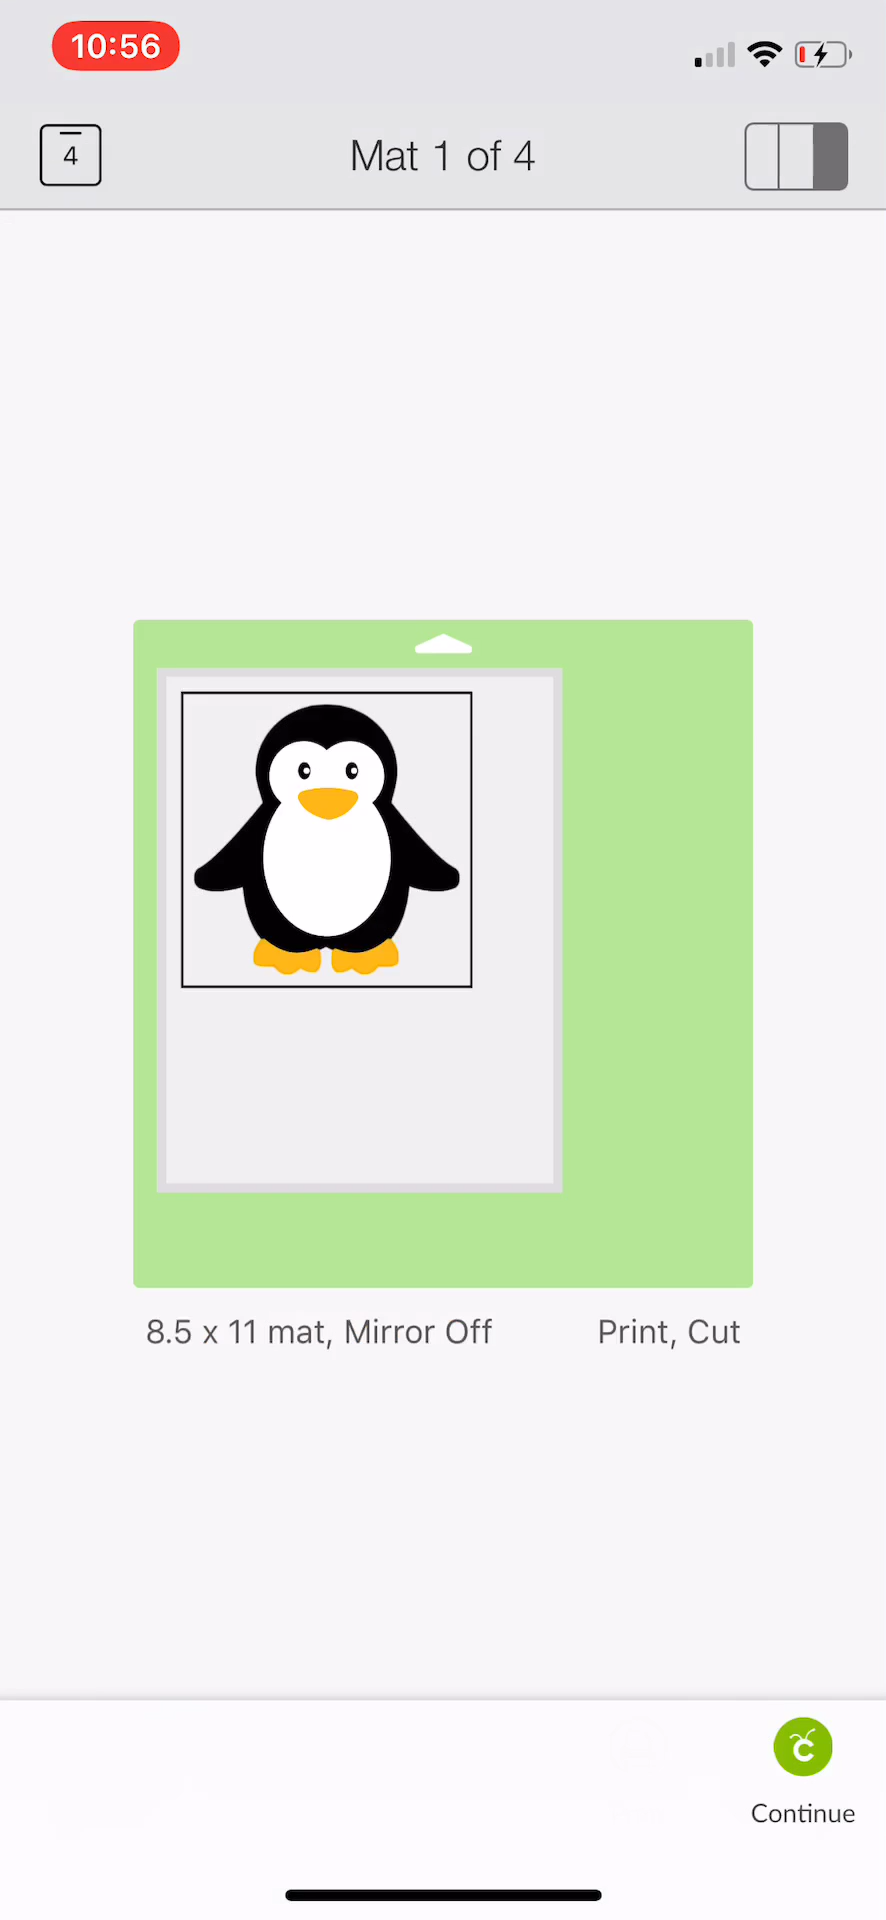 10:56
4
Mat 1 of 4
8.5 x 11 mat, Mirror Off
Print, Cut
Continue